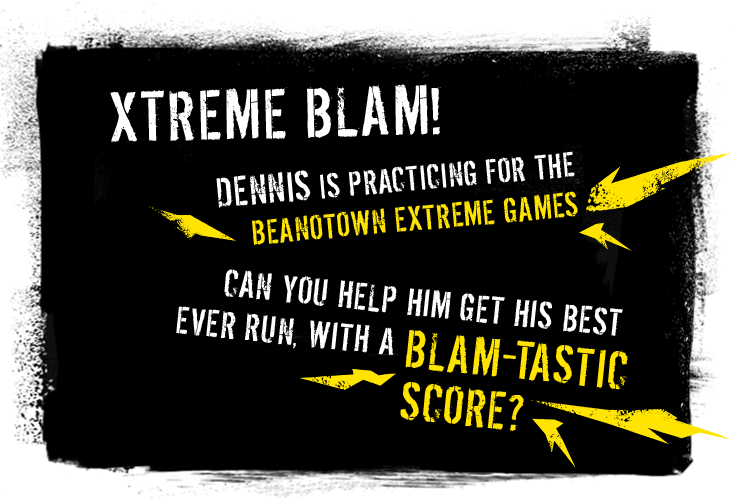 XTREME BLAM!
DENNIS IS PRACTICING FOR THE
BEANOTOWN EXTREME GAMES
CAN YOU HELP HIM GET HIS BEST
EVER RUN, WITH A BLAM-TASTIC
SCORE?